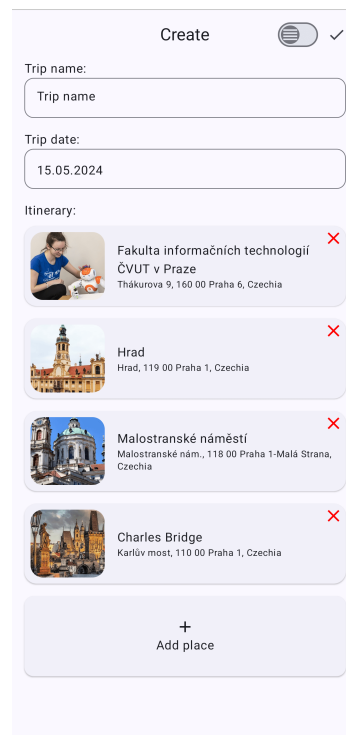 Create
Trip name:
Trip name
Trip date:
15.05.2024
Itinerary:
Fakulta informačních technologií
ČVUT v Praze
Thákurova 9, 160 00 Praha 6, Czechia
Hrad
Hrad, 119 00 Praha 1, Czechia
Malostranské náměstí
Malostranské nám., 118 00 Praha 1-Malá Strana,
Czechia
Charles Bridge
Karlův most, 110 00 Praha 1, Czechia
+
Add place